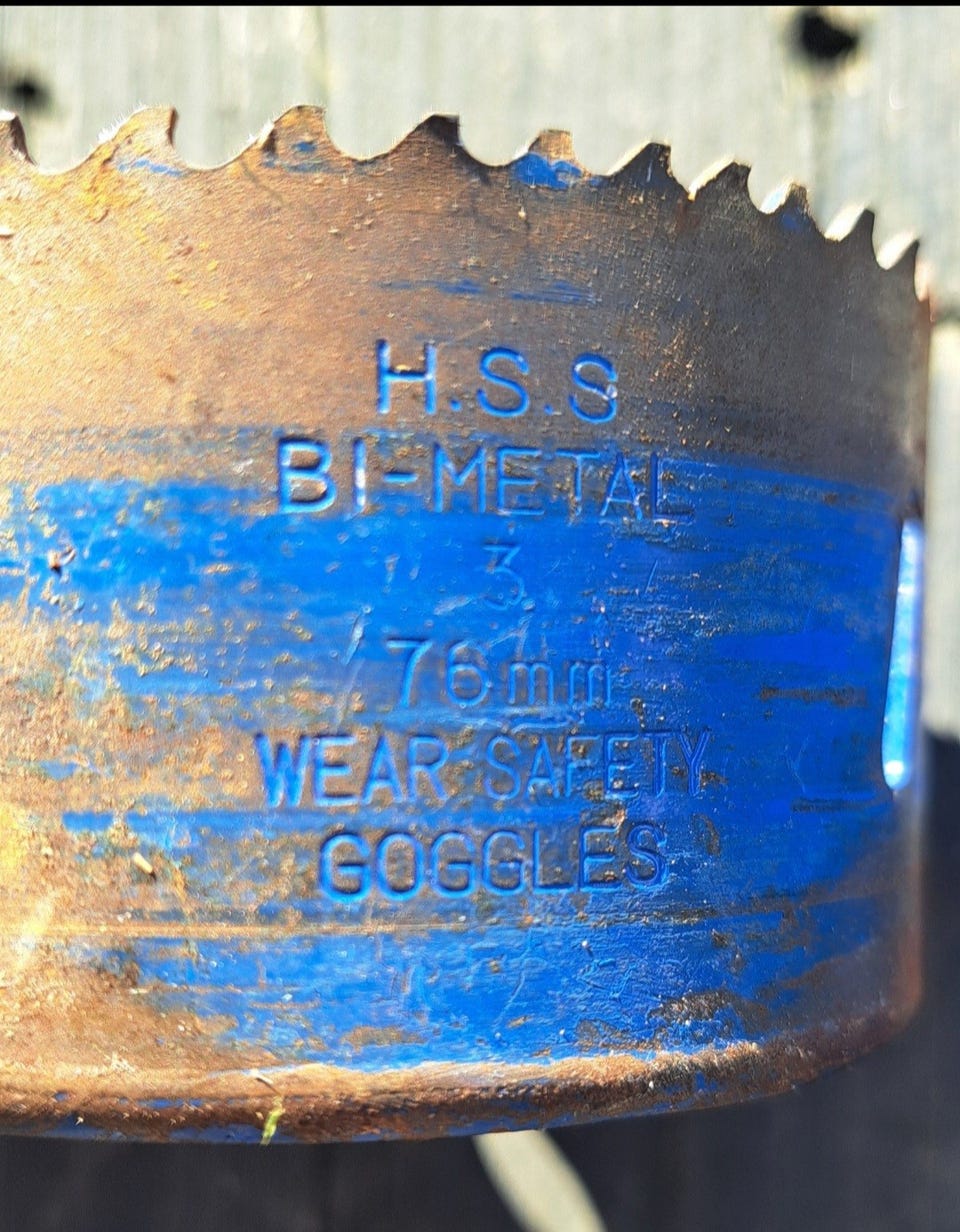 H.S.S
BI-METAL
3
76mm
WEAR SAFETY
GOGGLES